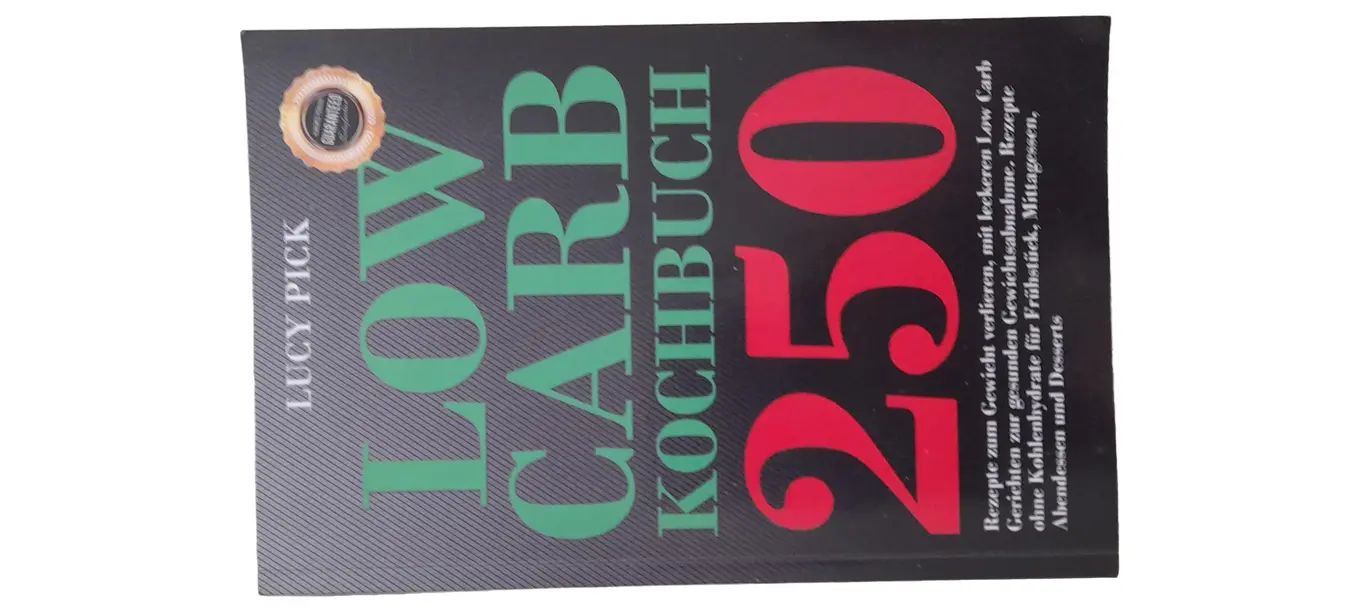 LUCY PICK
GUARANTEED
LOW
CARB
KOCHBUCH
250
Rezepte zum Gewicht verlieren, mit leckeren Low Carb
Gerichten zur gesunden Gewichtsabnahme. Rezepte
ohne Kohlenhydrate für Frühstück, Mittagessen,
Abendessen und Desserts